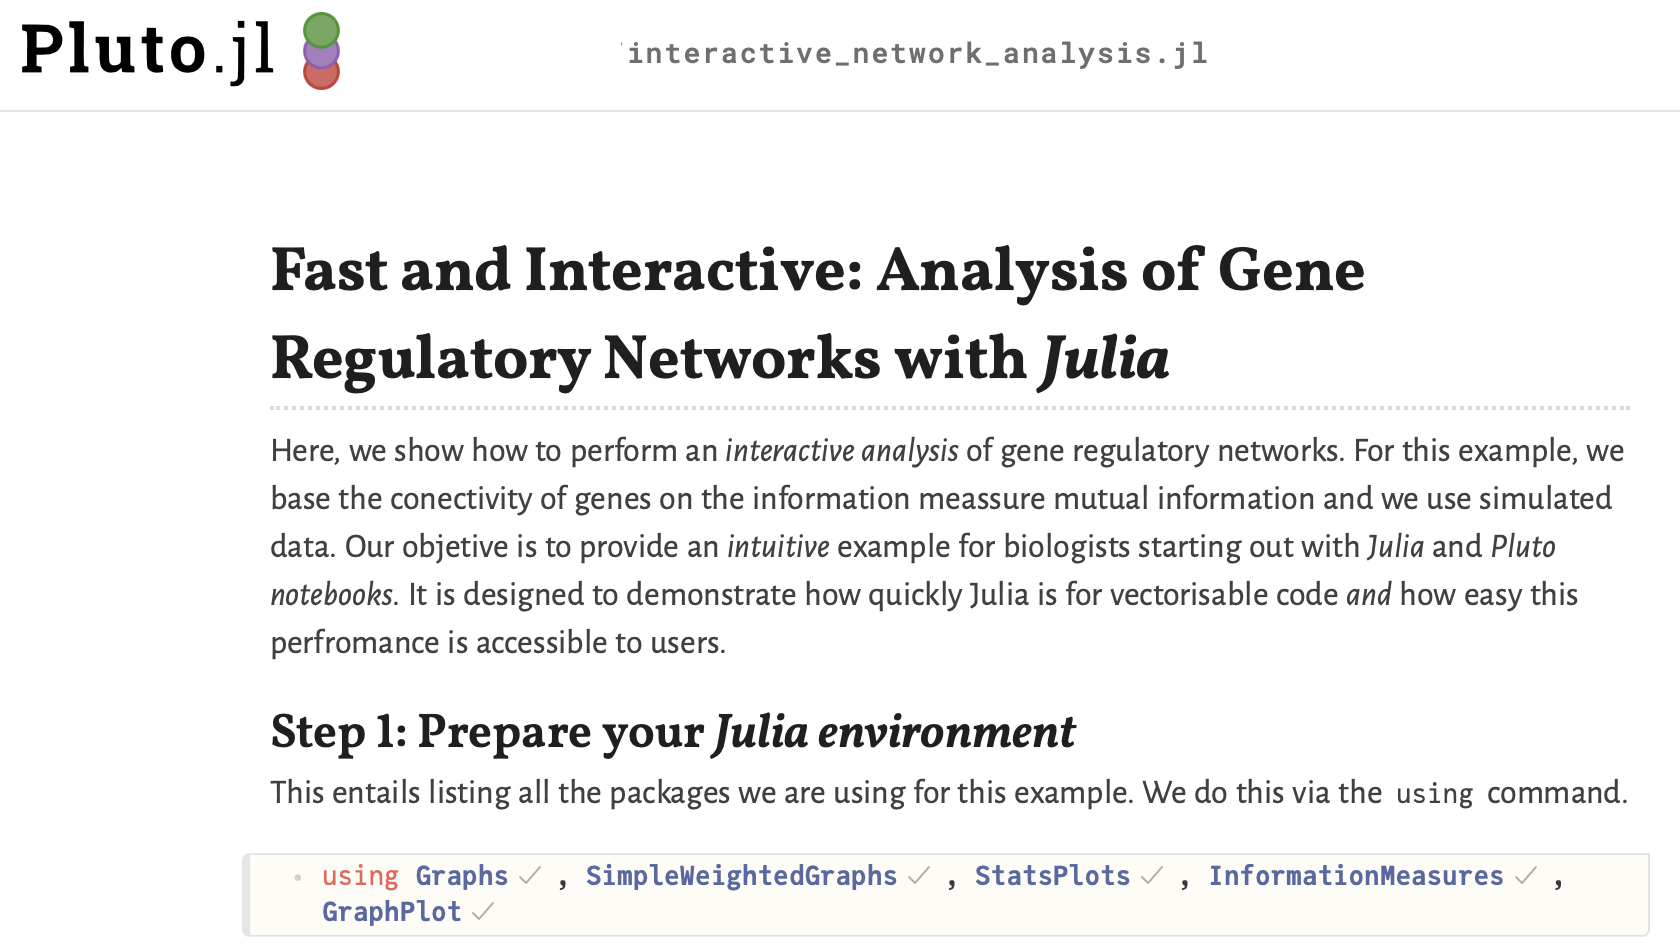 Pluto.jl
interactive_network_analysis.jl
Fast and Interactive: Analysis of Gene
Regulatory Networks with Julia
Here, we show how to perform an interactive analysis of gene regulatory networks. For this example, we
base the conectivity of genes on the information meassure mutual information and we use simulated
data. Our objetive is to provide an intuitive example for biologists starting out with Julia and Pluto
notebooks. It is designed to demonstrate how quickly Julia is for vectorisable code and how easy this
perfromance is accessible to users.
Step 1: Prepare your Julia environment
This entails listing all the packages we are using for this example. We do this via the using command.
using Graphs ✓ , SimpleWeightedGraphs ✓ , StatsPlots ✓ , InformationMeasures ✓ ,
GraphPlot ✓